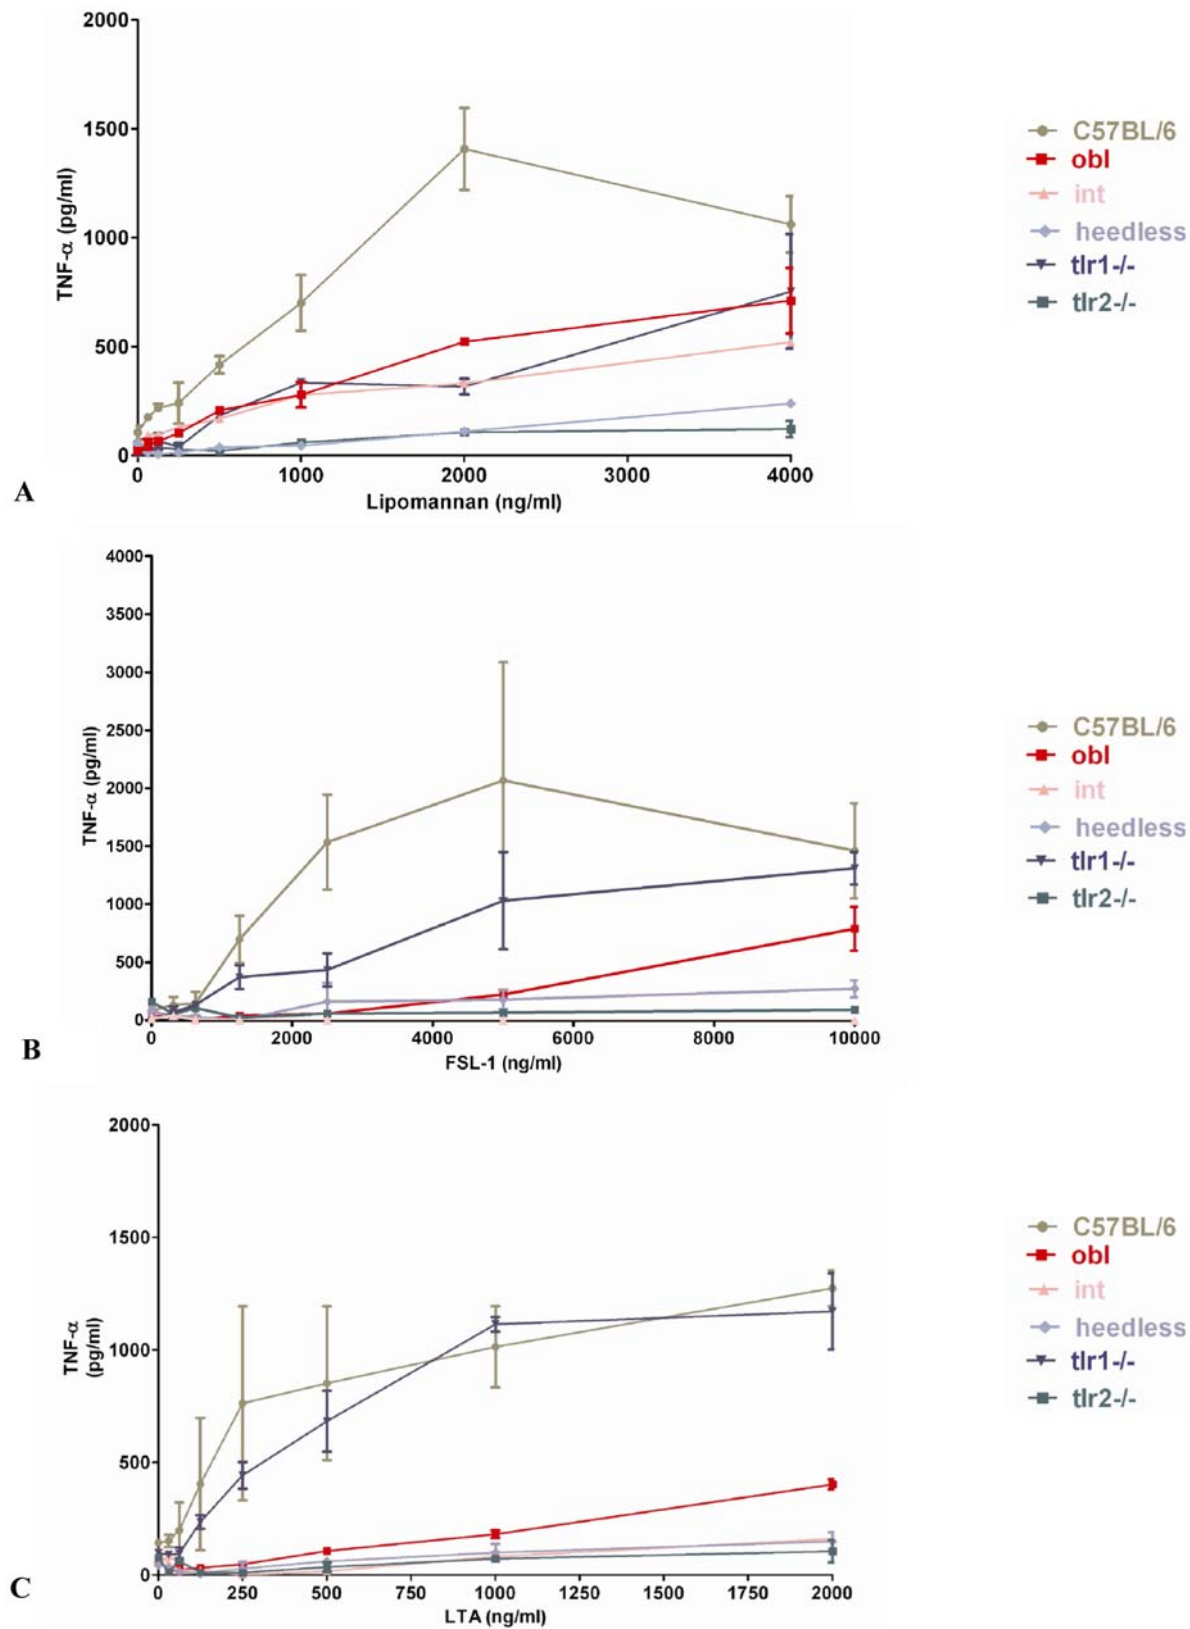 2000
1500
1000
500
0
TNF-α (pg/ml)
0 1000 2000 3000 4000
Lipomannan (ng/ml)
A
C57BL/6
obl
int
heedless
tlr1-/-
tlr2-/-
4000
3500
3000
2500
2000
1500
1000
500
0
TNF-α (pg/ml)
0 2000 4000 6000 8000 10000
FSL-1 (ng/ml)
B
C57BL/6
obl
int
heedless
tlr1-/-
tlr2-/-
2000
1500
1000
500
0
TNF-α
(pg/ml)
0 250 500 750 1000 1250 1500 1750 2000
LTA (ng/ml)
C
C57BL/6
obl
int
heedless
tlr1-/-
tlr2-/-